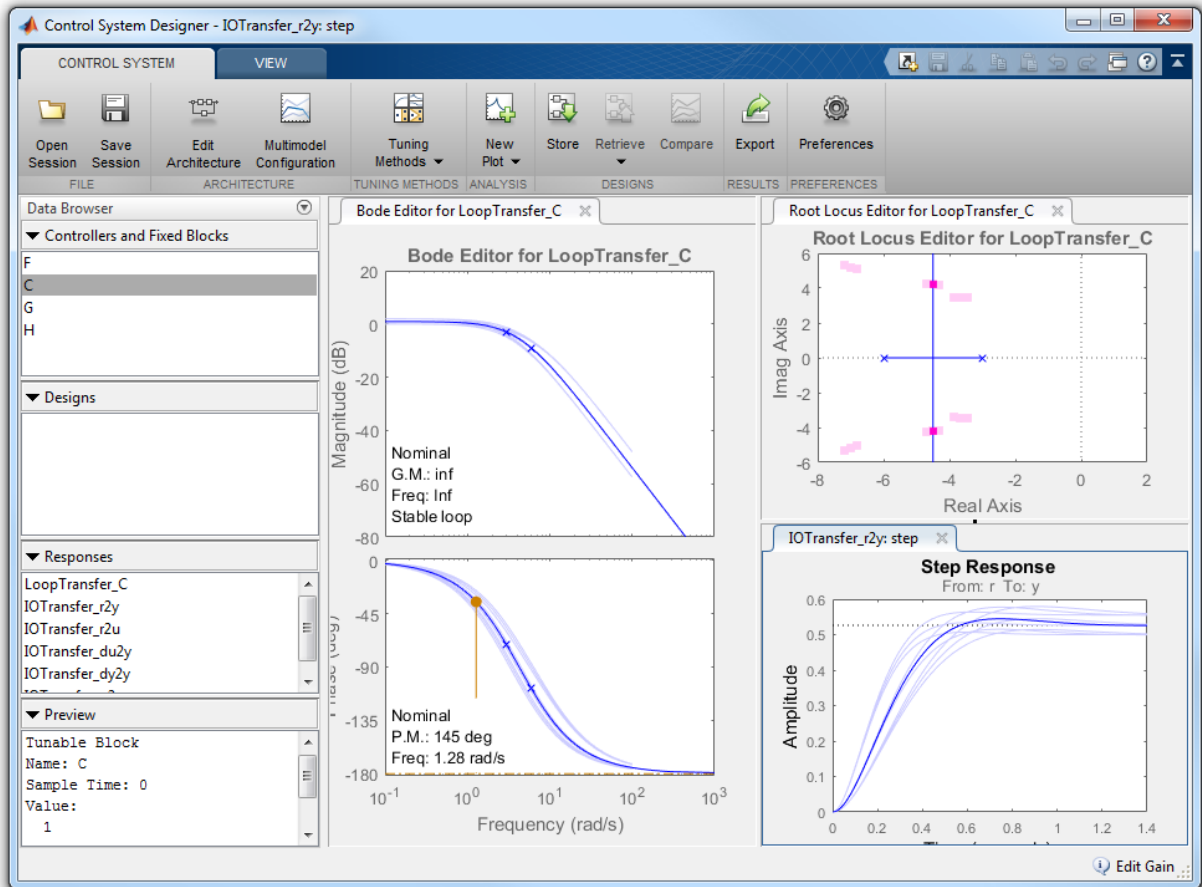 Control System Designer - IOTransfer_r2y: step
CONTROL SYSTEM
VIEW
Open Session
Save Session
Edit Architecture
Multimodel Configuration
Tuning Methods
New Plot
Store
Retrieve
Compare
Export
Preferences
FILE
ARCHITECTURE
TUNING METHODS
ANALYSIS
DESIGNS
RESULTS
PREFERENCES
Data Browser
Controllers and Fixed Blocks
F
C
G
H
Designs
Responses
LoopTransfer_C
IOTransfer_r2y
IOTransfer_r2u
IOTransfer_du2y
IOTransfer_dy2y
Preview
Tunable Block
Name: C
Sample Time: 0
Value:
1
Bode Editor for LoopTransfer_C
Bode Editor for LoopTransfer_C
Magnitude (dB)
20
0
-20
-40
-60
-80
Nominal
G.M.: inf
Freq: Inf
Stable loop
0
-45
-90
-135
-180
Nominal
P.M.: 145 deg
Freq: 1.28 rad/s
10^-1
10^0
10^1
10^2
10^3
Frequency (rad/s)
Root Locus Editor for LoopTransfer_C
Root Locus Editor for LoopTransfer_C
Imag Axis
6
4
2
0
-2
-4
-6
-8
-6
-4
-2
0
2
Real Axis
IOTransfer_r2y: step
Step Response
From: r To: y
Amplitude
0.6
0.5
0.4
0.3
0.2
0.1
0
0
0.2
0.4
0.6
0.8
1
1.2
1.4
Edit Gain